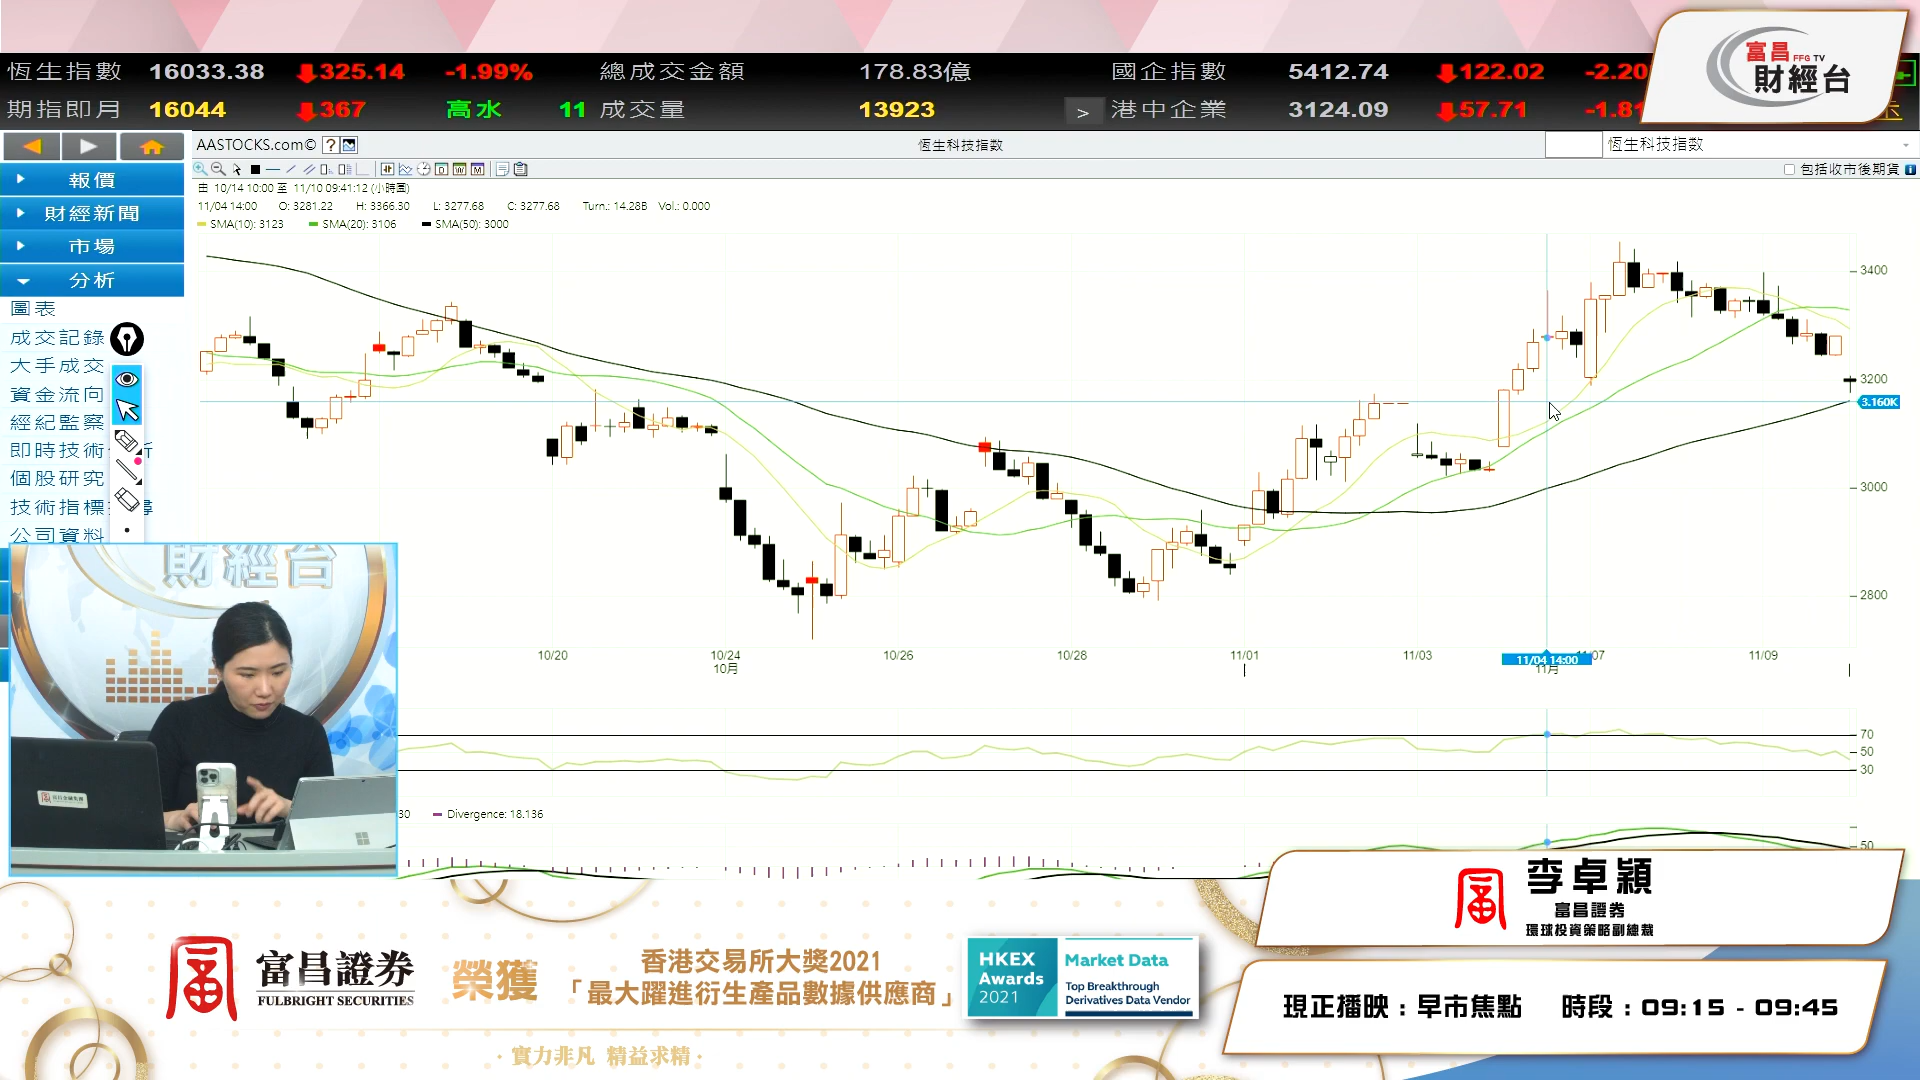 恆生指數 16033.38 325.14 -1.99% 總成交金額 178.83億 國企指數 5412.74 122.02 -2.20
期指即月 16044 367 高水 11 成交量 13923 > 港中企業 3124.09 57.71 -1.81
富昌 FFG TV
財經台
AASTOCKS.com© ? 恆生科技指數 恆生科技指數
包括收市後期貨
報價
財經新聞
市場
分析
圖表
成交記錄
大手成交
資金流向
經紀監察
即時技術 析
個股研究
技術指標 尋
公司資料
由 10/14 10:00 至 11/10 09:41:12 (小時圖)
11/04 14:00 O: 3281.22 H: 3366.30 L: 3277.68 C: 3277.68 Turn.: 14.28B Vol.: 0.000
SMA(10): 3123 SMA(20): 3106 SMA(50): 3000
3400
3200
3.160K
3000
2800
10/20 10/24 10/26 10/28 11/01 11/03 11/04 14:00 07 11/09
10月 11月
70
50
30
30 Divergence: 18.136
50
財經台
李卓穎
富昌證券
環球投資策略副總裁
富昌證券
FULBRIGHT SECURITIES
榮獲
香港交易所大獎2021
「最大躍進衍生產品數據供應商」
HKEX
Awards
2021
Market Data
Top Breakthrough
Derivatives Data Vendor
現正播映：早市焦點 時段：09:15 - 09:45
· 實力非凡 精益求精 ·